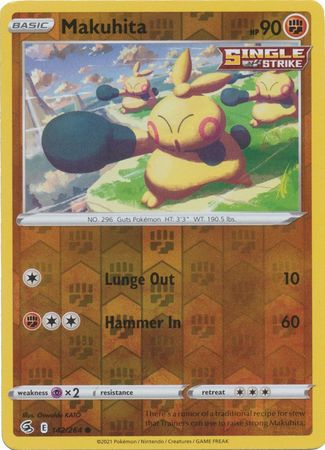 BASIC Makuhita HP 90
SINGLE
STRIKE
NO. 296 Guts Pokémon HT: 3'3" WT: 190.5 lbs.
Lunge Out 10
Hammer In 60
weakness ×2 resistance retreat
Illus. Oswaldo KATO
There's a rumor of a traditional recipe for stew
that Trainers can use to raise strong Makuhita.
E 142/264
©2021 Pokémon / Nintendo / Creatures / GAME FREAK